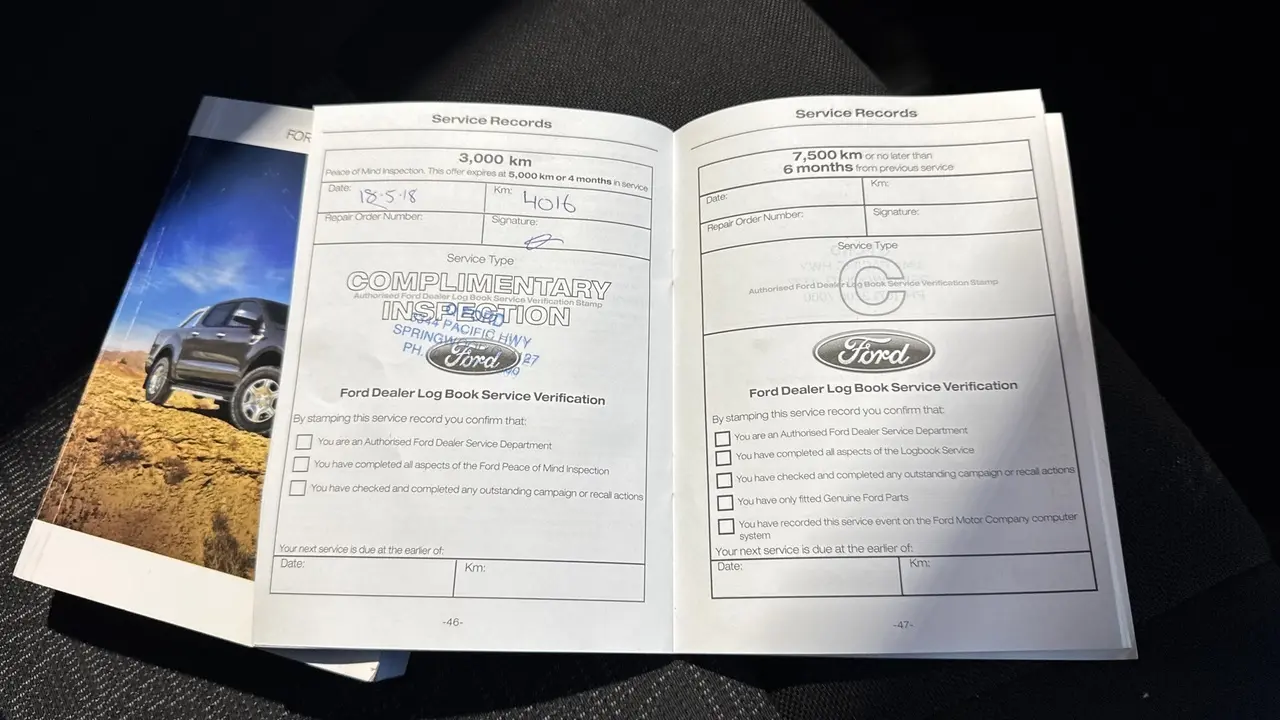 FOR
Service Records
3,000 km
Peace of Mind Inspection. This offer expires at 5,000 km or 4 months in service
Date: 18-5-18
Km: 4016
Repair Order Number:
Signature:
Service Type
COMPLIMENTARY
Authorised Ford Dealer Log Book Service Verification Stamp
INSPECTION
FORD
PACIFIC HWY
PH.
27
Ford
Ford Dealer Log Book Service Verification
By stamping this service record you confirm that:
You are an Authorised Ford Dealer Service Department
You have completed all aspects of the Ford Peace of Mind Inspection
You have checked and completed any outstanding campaign or recall actions
Your next service is due at the earlier of:
Date:
Km:
-46-
Service Records
7,500 km or no later than
6 months from previous service
Date:
Km:
Repair Order Number:
Signature:
Service Type
C
Authorised Ford Dealer Log Book Service Verification Stamp
Ford
Ford Dealer Log Book Service Verification
By stamping this service record you confirm that:
You are an Authorised Ford Dealer Service Department
You have completed all aspects of the Logbook Service
You have checked and completed any outstanding campaign or recall actions
You have only fitted Genuine Ford Parts
You have recorded this service event on the Ford Motor Company computer
system
Your next service is due at the earlier of:
Date:
Km:
-47-